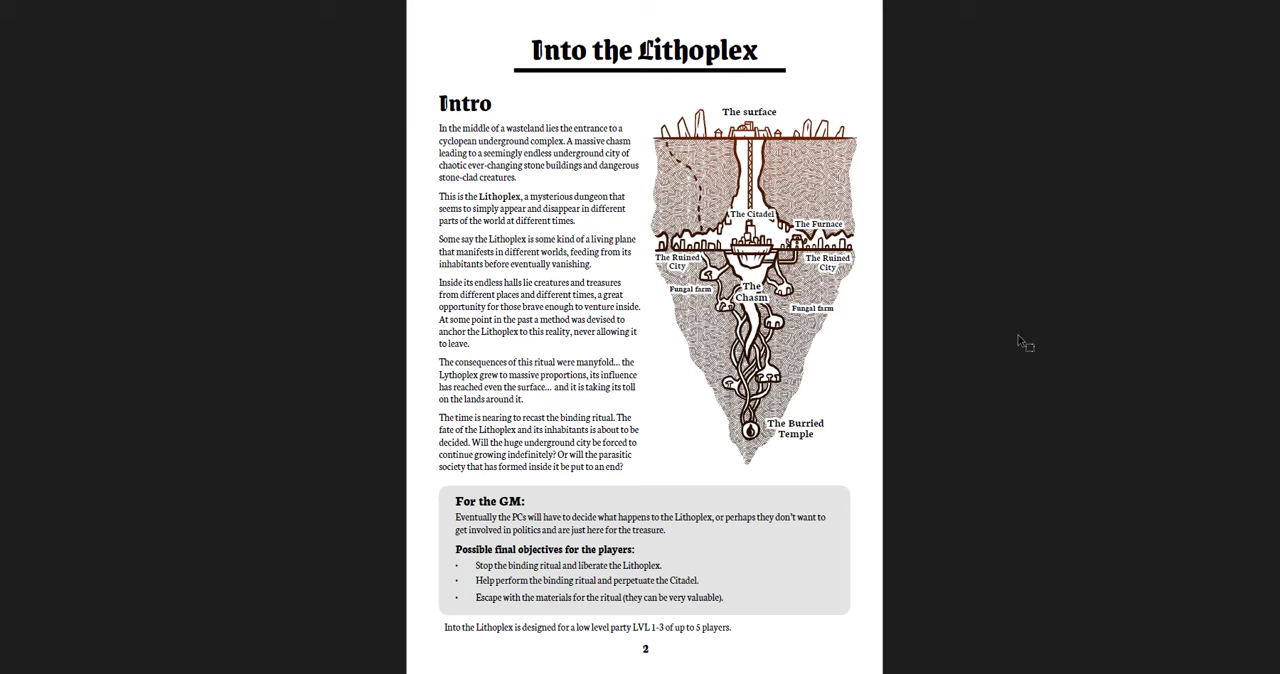 Into the Lithoplex
Intro
In the middle of a wasteland lies the entrance to a
cyclopean underground complex. A massive chasm
leading to a seemingly endless underground city of
chaotic ever-changing stone buildings and dangerous
stone-clad creatures.
This is the Lithoplex, a mysterious dungeon that
seems to simply appear and disappear in different
parts of the world at different times.
Some say the Lithoplex is some kind of a living plane
that manifests in different worlds, feeding from its
inhabitants before eventually vanishing.
Inside its endless halls lie creatures and treasures
from different places and different times, a great
opportunity for those brave enough to venture inside.
At some point in the past a method was devised to
anchor the Lithoplex to this reality, never allowing it
to leave.
The consequences of this ritual were manyfold... the
Lythoplex grew to massive proportions, its influence
has reached even the surface... and it is taking its toll
on the lands around it.
The time is nearing to recast the binding ritual. The
fate of the Lithoplex and its inhabitants is about to be
decided. Will the huge underground city be forced to
continue growing indefinitely? Or will the parasitic
society that has formed inside it be put to an end?
The surface
The Citadel
The Furnace
The Ruined
City
The Ruined
City
Fungal farm
The
Chasm
Fungal farm
The Burried
Temple
For the GM:
Eventually the PCs will have to decide what happens to the Lithoplex, or perhaps they don't want to
get involved in politics and are just here for the treasure.
Possible final objectives for the players:
• Stop the binding ritual and liberate the Lithoplex.
• Help perform the binding ritual and perpetuate the Citadel.
• Escape with the materials for the ritual (they can be very valuable).
Into the Lithoplex is designed for a low level party LVL 1-3 of up to 5 players.
2